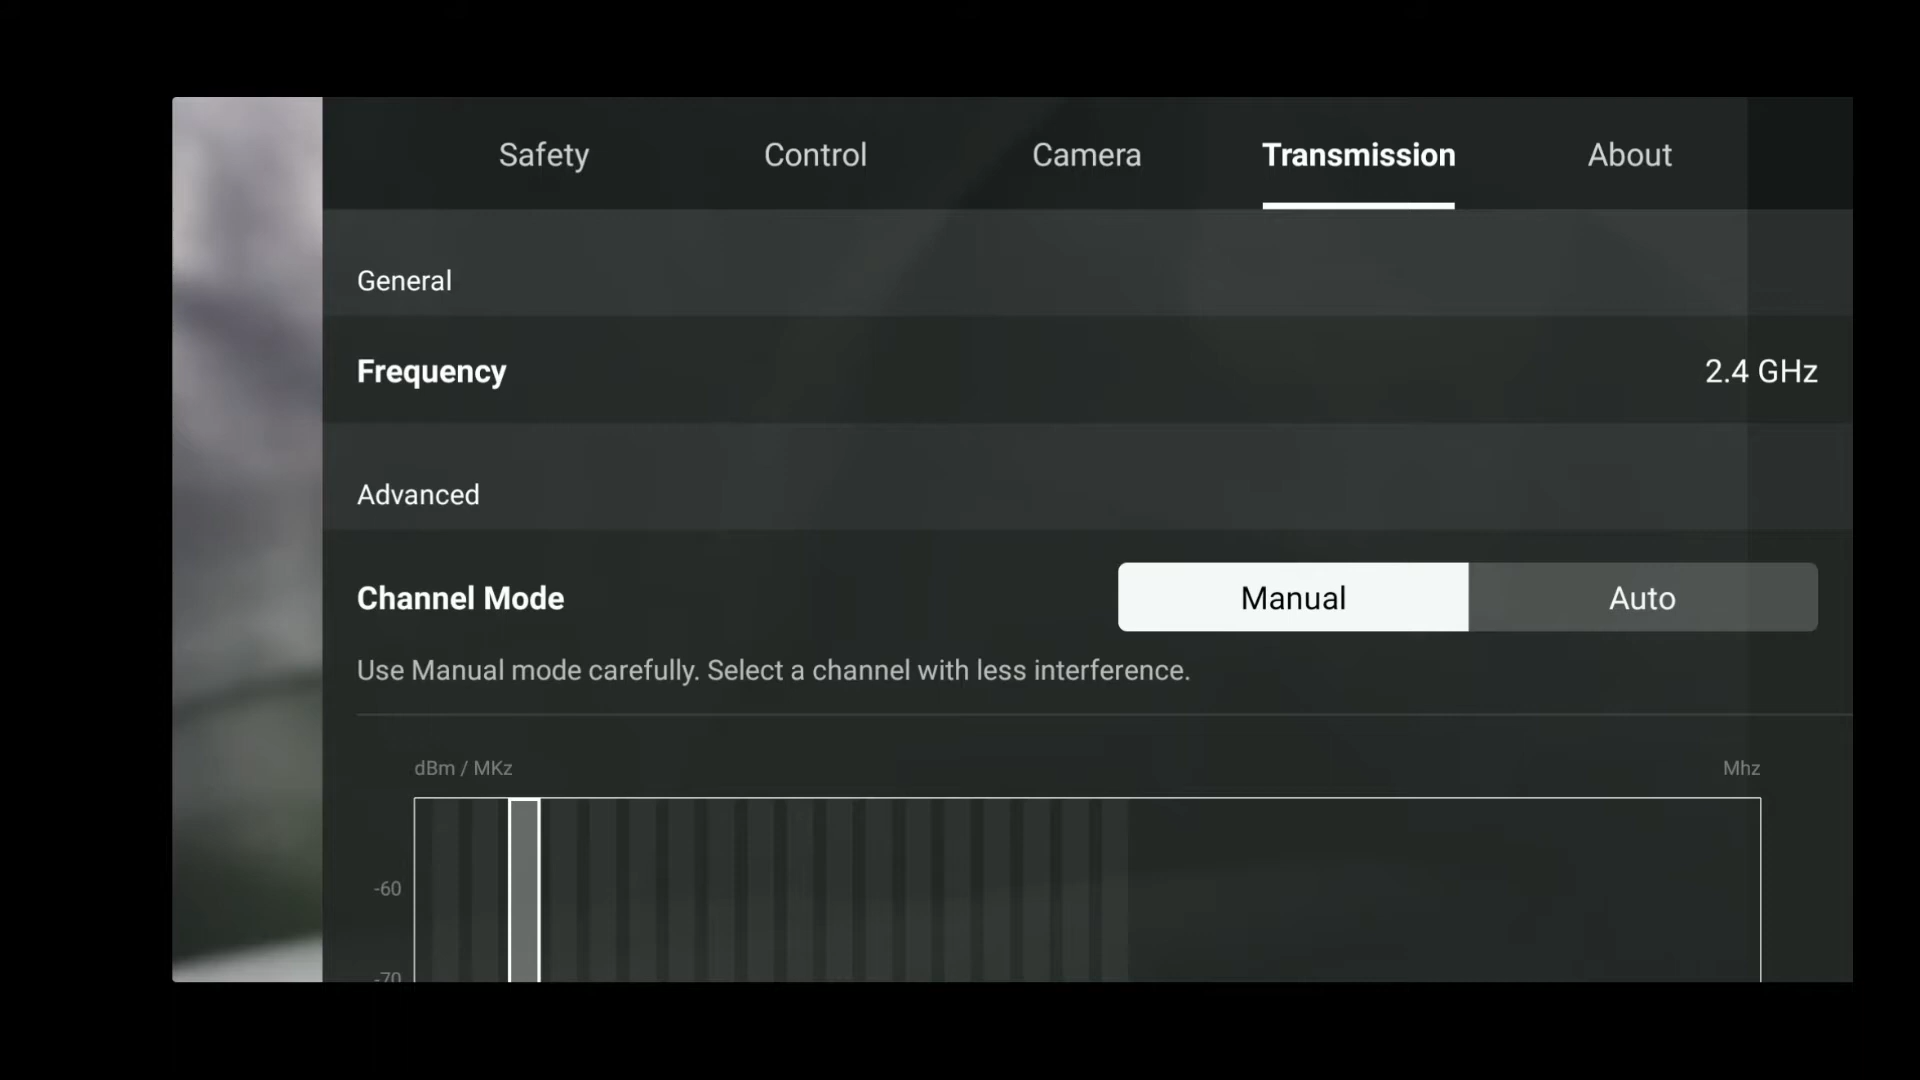 Safety Control Camera Transmission About
General
Frequency 2.4 GHz
Advanced
Channel Mode Manual Auto
Use Manual mode carefully. Select a channel with less interference.
dBm / MKz Mhz
-60
-70